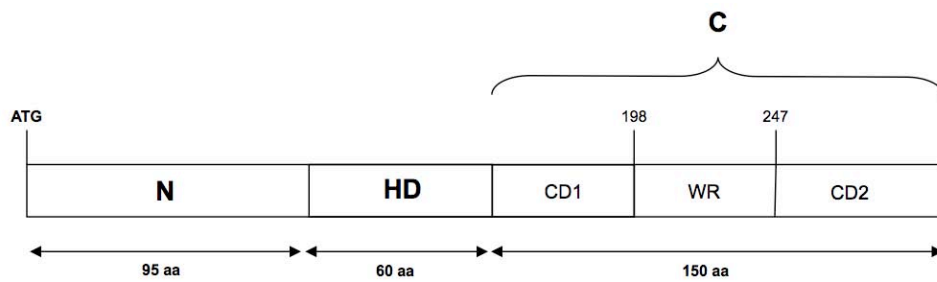 C
ATG 198 247
N HD CD1 WR CD2
95 aa 60 aa 150 aa